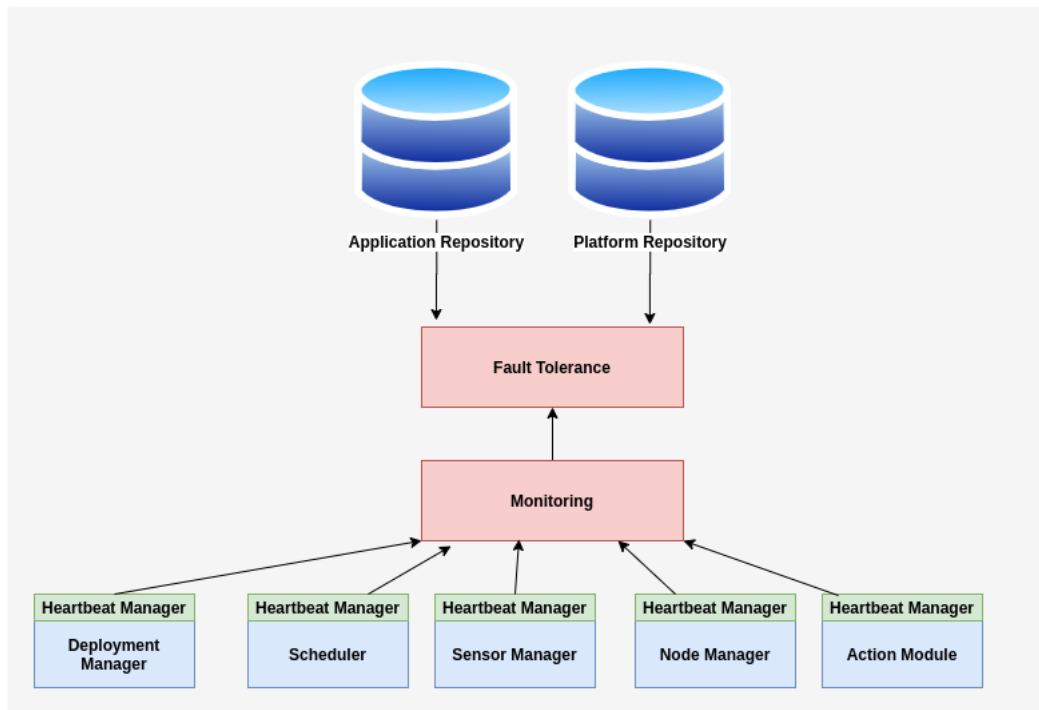 Application Repository
Platform Repository
Fault Tolerance
Monitoring
Heartbeat Manager
Deployment
Manager
Heartbeat Manager
Scheduler
Heartbeat Manager
Sensor Manager
Heartbeat Manager
Node Manager
Heartbeat Manager
Action Module